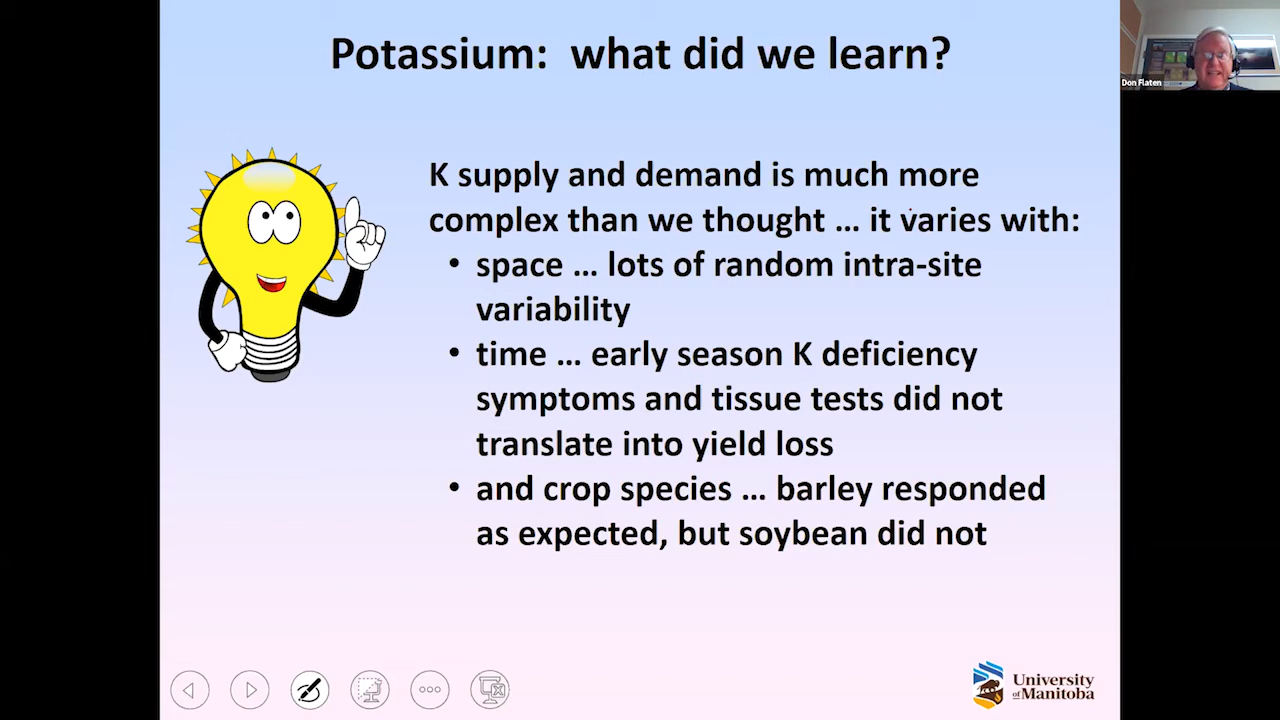 Potassium: what did we learn?
Don Flaten
K supply and demand is much more
complex than we thought ... it varies with:
• space ... lots of random intra-site
variability
• time ... early season K deficiency
symptoms and tissue tests did not
translate into yield loss
• and crop species ... barley responded
as expected, but soybean did not
University
of Manitoba